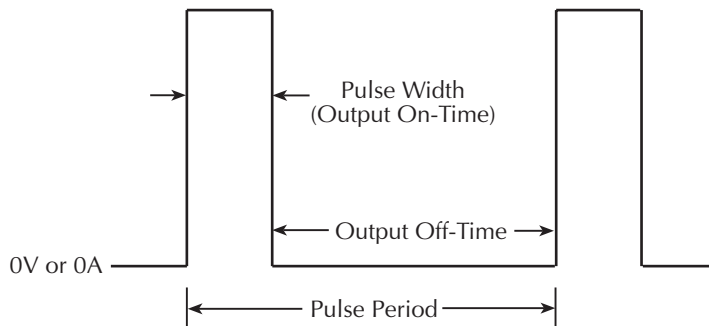 Pulse Width
(Output On-Time)
Output Off-Time
0V or 0A
Pulse Period